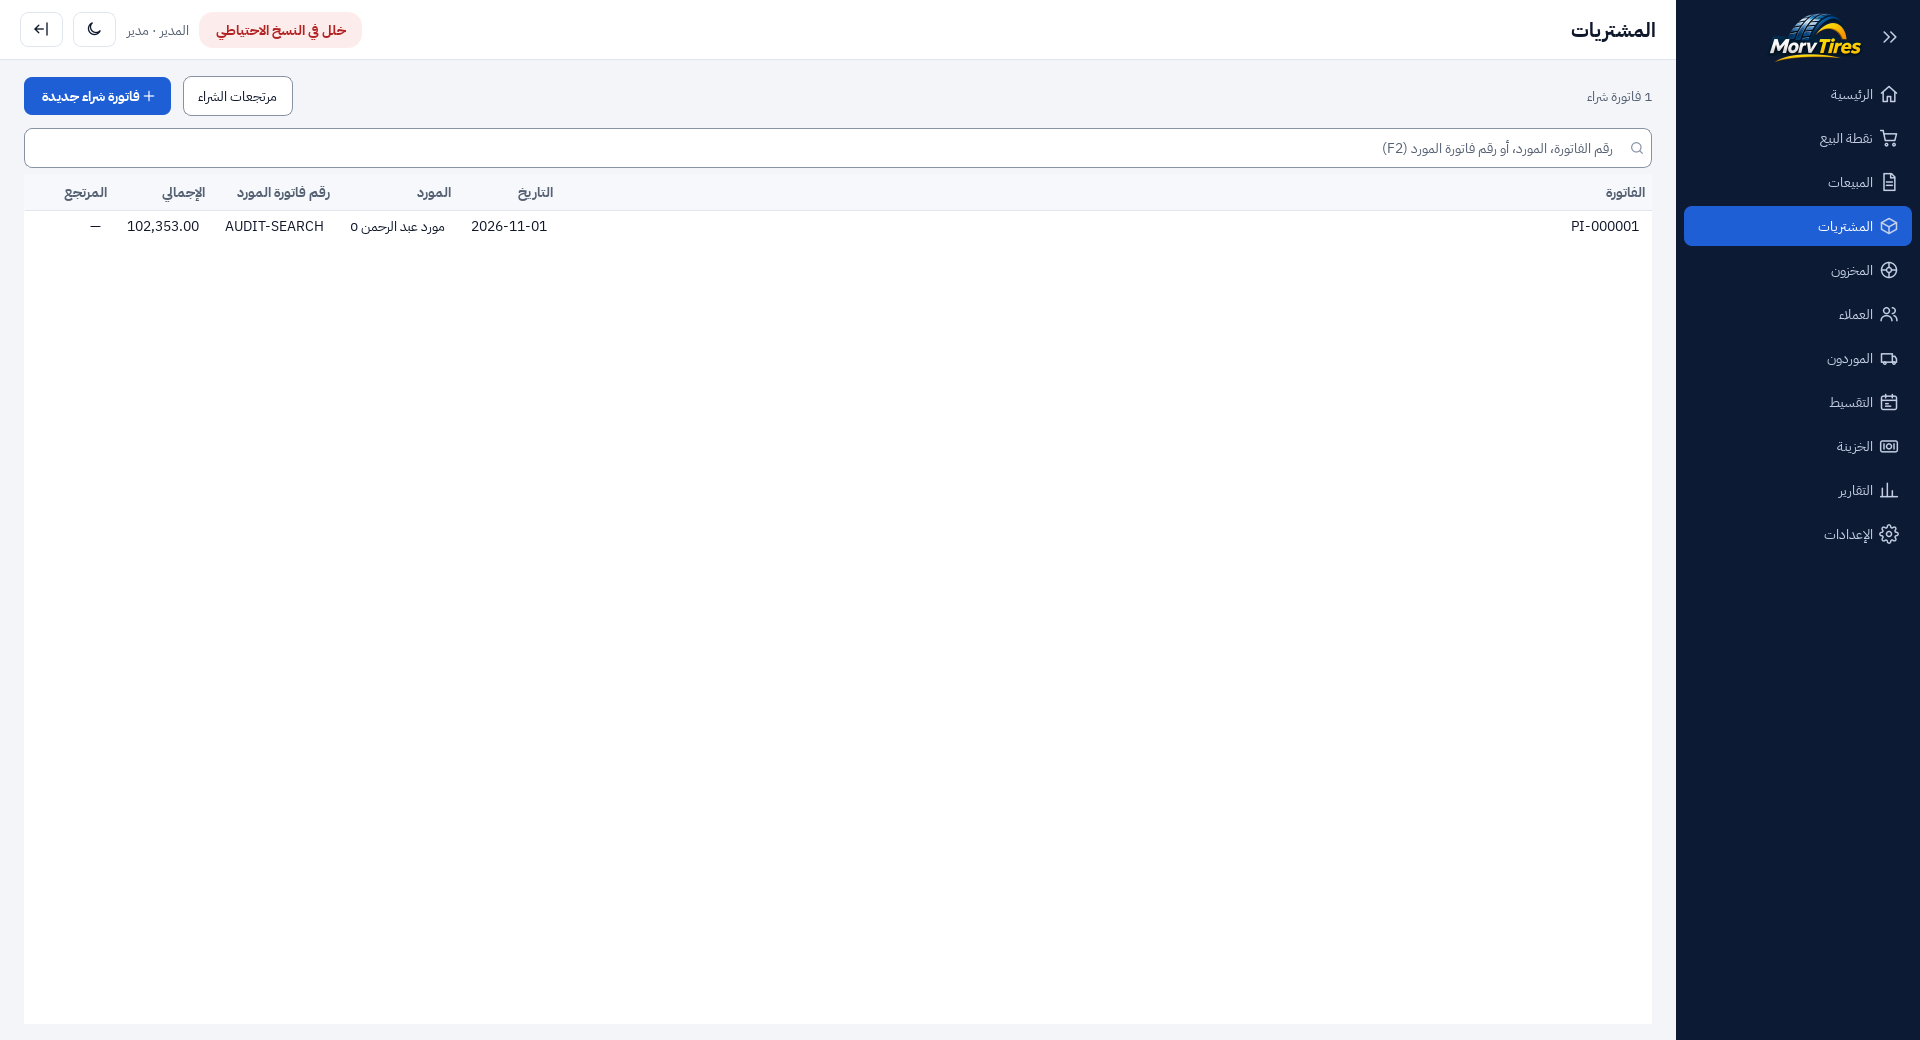 MorvTires
الرئيسية
نقطة البيع
المبيعات
المشتريات
المخزون
العملاء
الموردون
التقسيط
الخزينة
التقارير
الإعدادات
المشتريات
خلل في النسخ الاحتياطي
المدير · مدير
1 فاتورة شراء
مرتجعات الشراء
+ فاتورة شراء جديدة
رقم الفاتورة، المورد، أو رقم فاتورة المورد (F2)
الفاتورة التاريخ المورد رقم فاتورة المورد الإجمالي المرتجع
PI-000001 2026-11-01 مورد عبد الرحمن o AUDIT-SEARCH 102,353.00 —